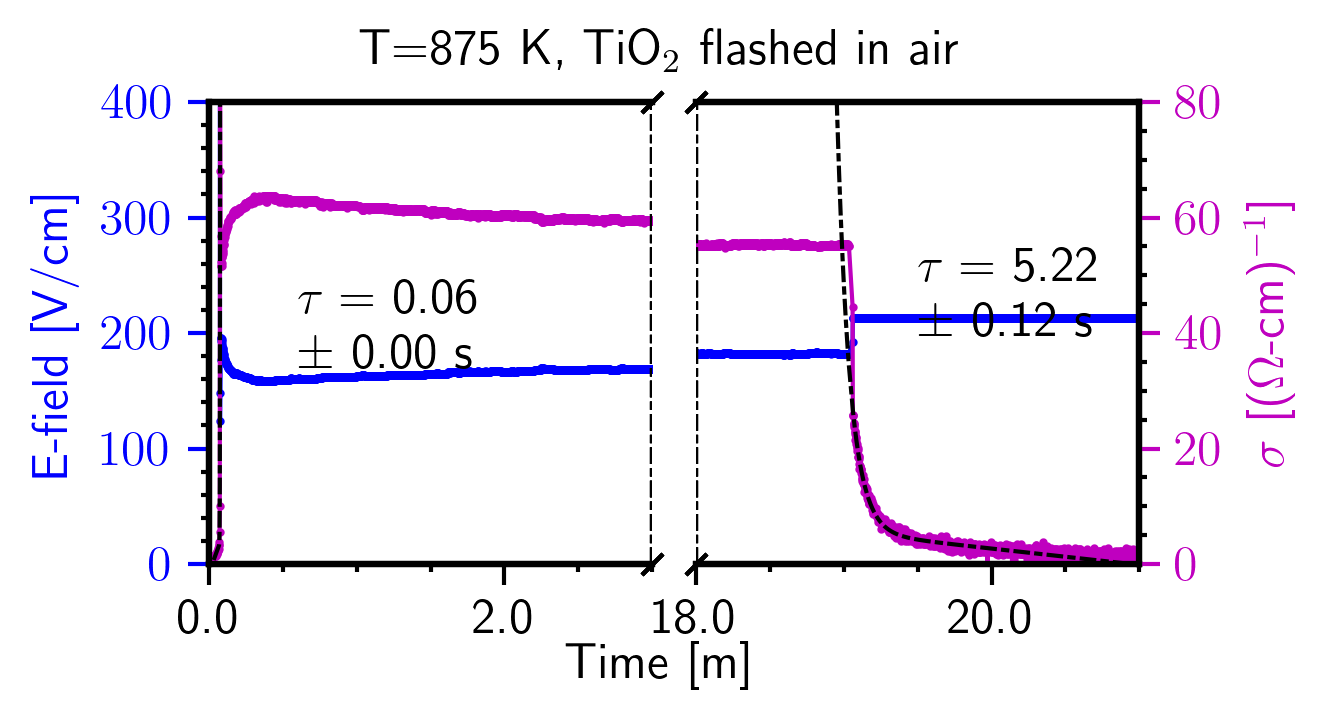 T=875 K, TiO₂ flashed in air
400
300
200
100
0
E-field [V/cm]
τ = 0.06
± 0.00 s
τ = 5.22
± 0.12 s
80
60
40
20
0
σ [(Ω-cm)⁻¹]
0.0 2.0 18.0 20.0
Time [m]